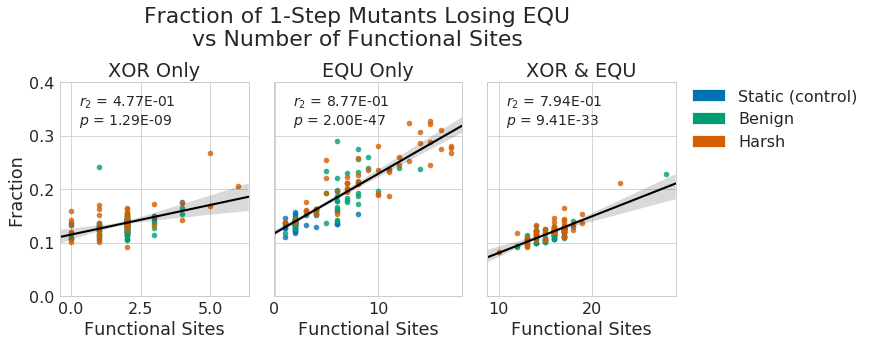 Fraction of 1-Step Mutants Losing EQU
vs Number of Functional Sites
XOR Only
EQU Only
XOR & EQU
r2 = 4.77E-01
p = 1.29E-09
r2 = 8.77E-01
p = 2.00E-47
r2 = 7.94E-01
p = 9.41E-33
Static (control)
Benign
Harsh
Fraction
0.4
0.3
0.2
0.1
0.0
0.0 2.5 5.0
0 10
10 20
Functional Sites
Functional Sites
Functional Sites